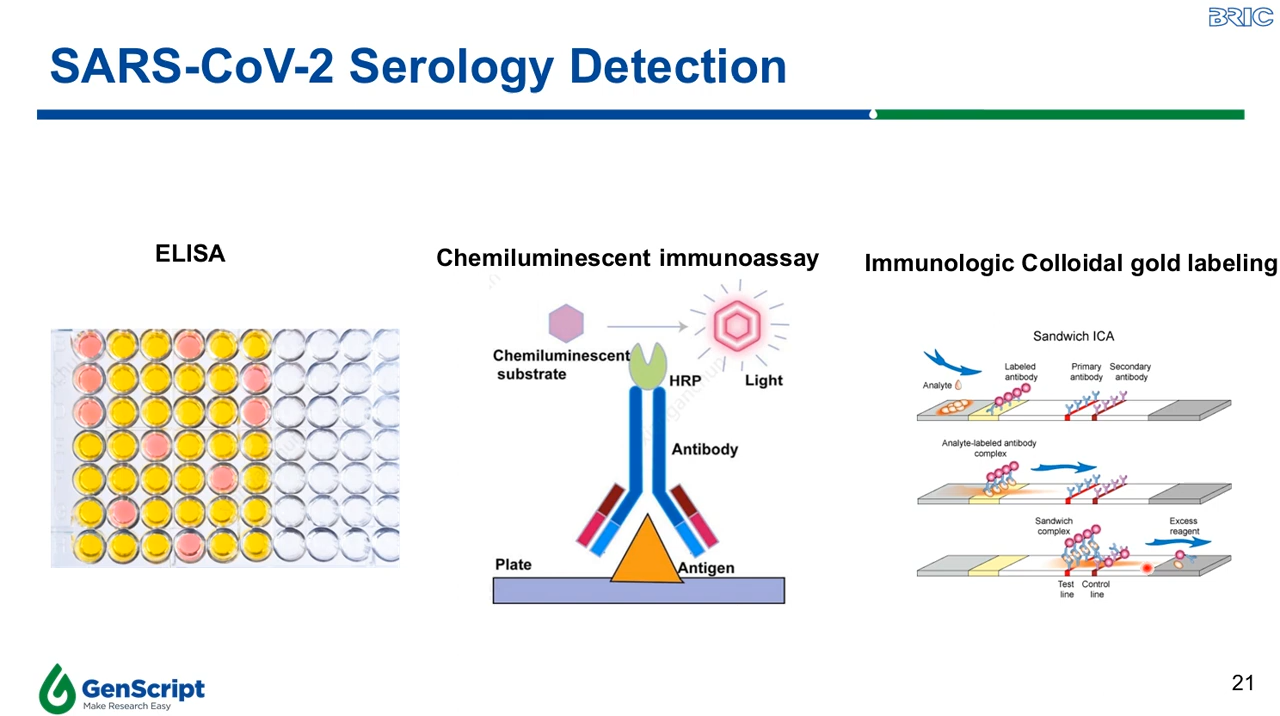 BRIC
SARS-CoV-2 Serology Detection
ELISA
Chemiluminescent immunoassay
Chemiluminescent
substrate
HRP
Light
Antibody
Plate
Antigen
Immunologic Colloidal gold labeling
Sandwich ICA
Analyte
Labeled
antibody
Primary
antibody
Secondary
antibody
Analyte-labeled antibody
complex
Sandwich
complex
Excess
reagent
Test
line
Control
line
GenScript
Make Research Easy
21